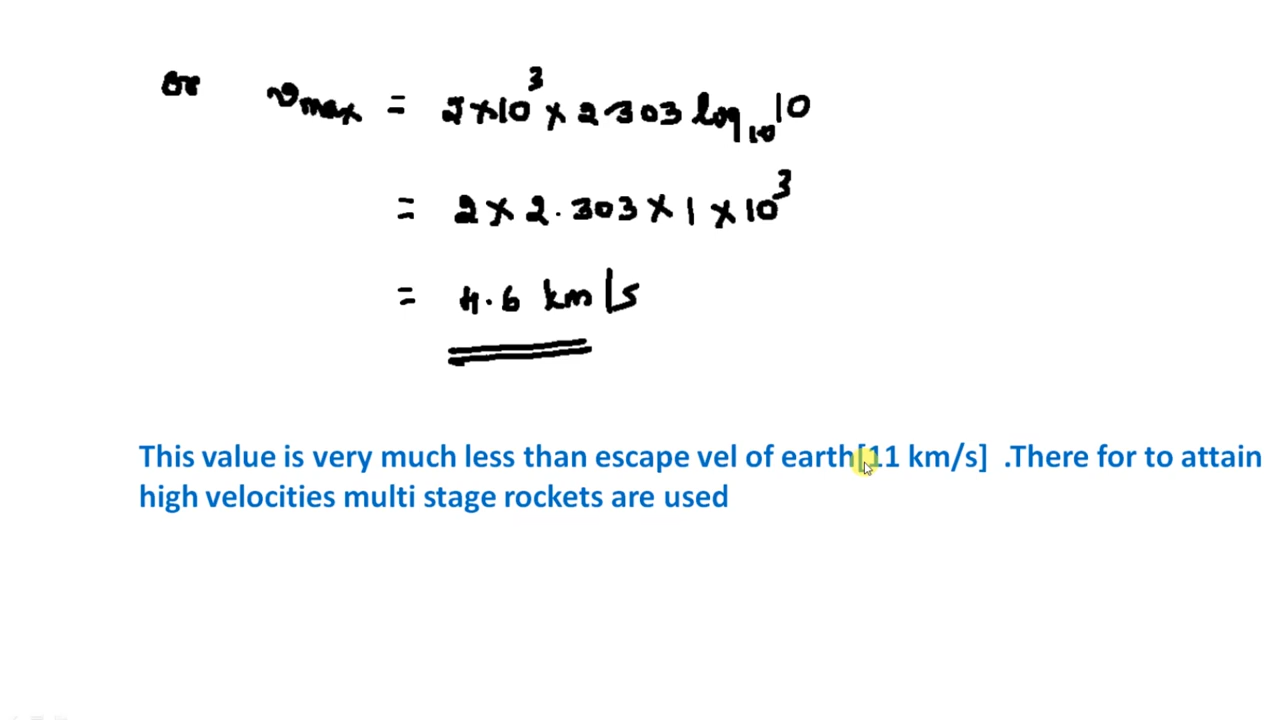 or v_max = 2×10³ × 2.303 log₁₀10
= 2 × 2.303 × 1 × 10³
= 4.6 km/s
This value is very much less than escape vel of earth[11 km/s] .There for to attain
high velocities multi stage rockets are used